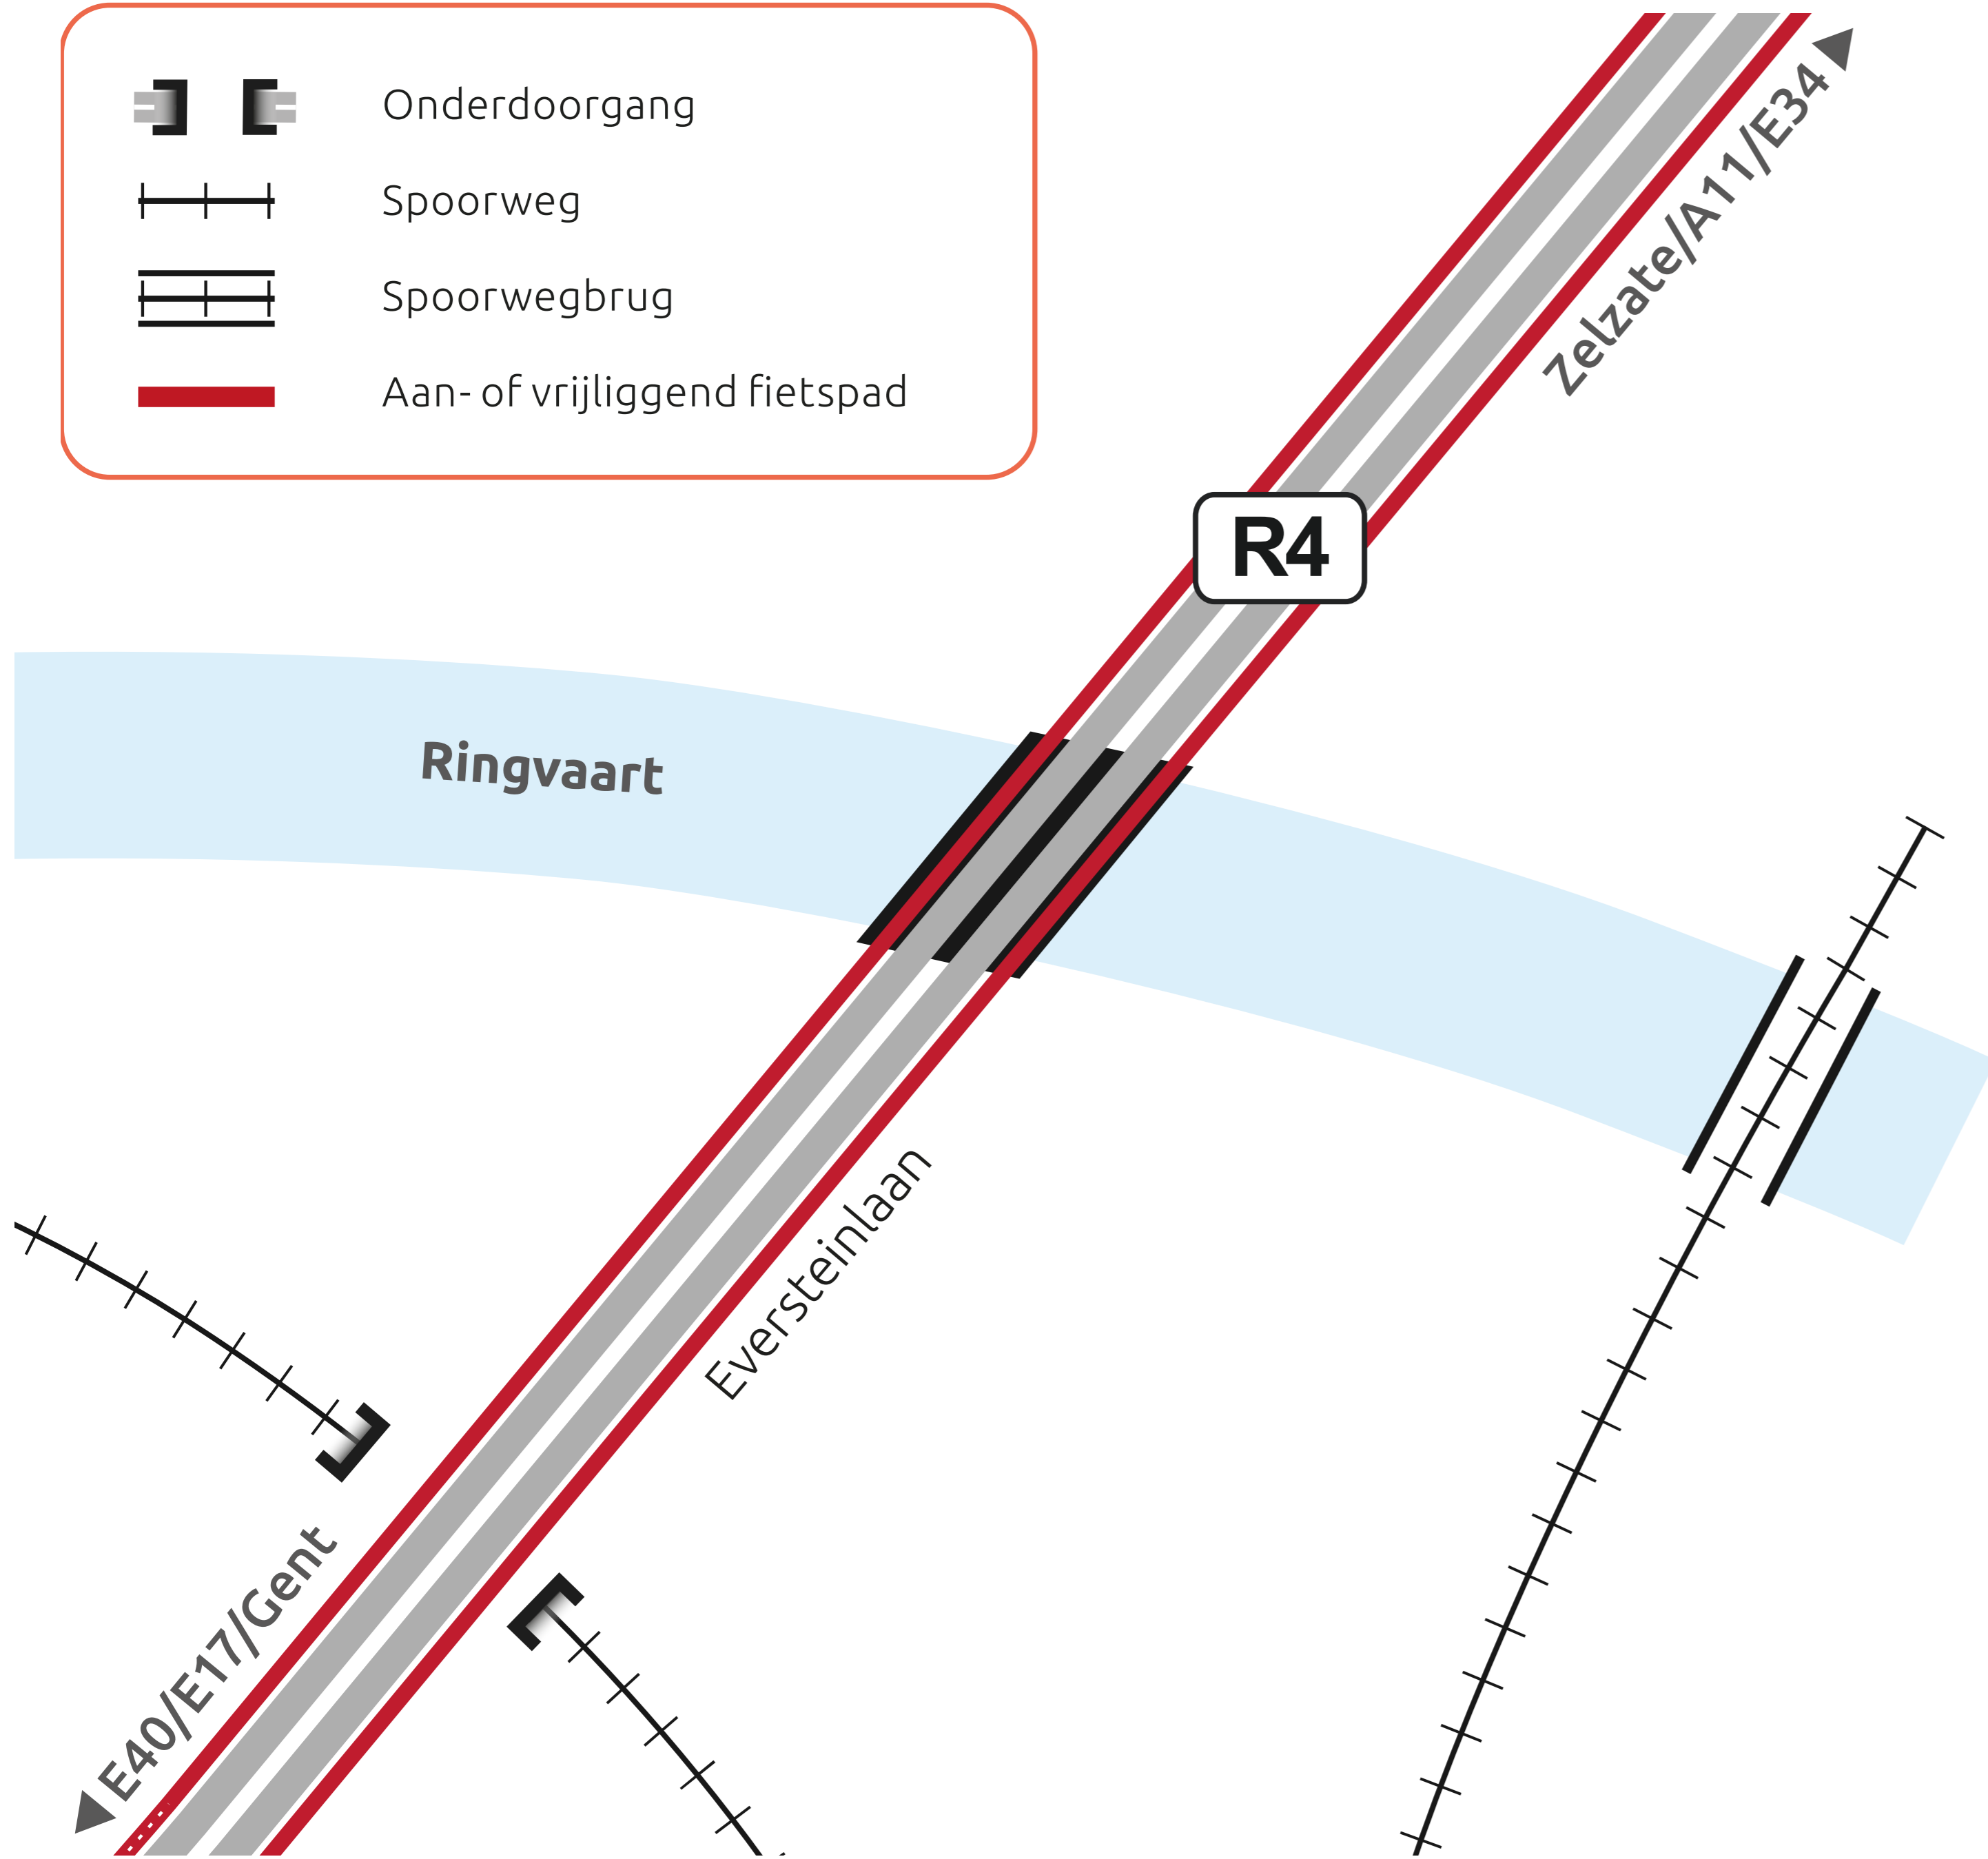 Onderdoorgang
Spoorweg
Spoorwegbrug
Aan- of vrijliggend fietspad
Zelzate/A11/E34
R4
Ringvaart
Eversteinlaan
E40/E17/Gent